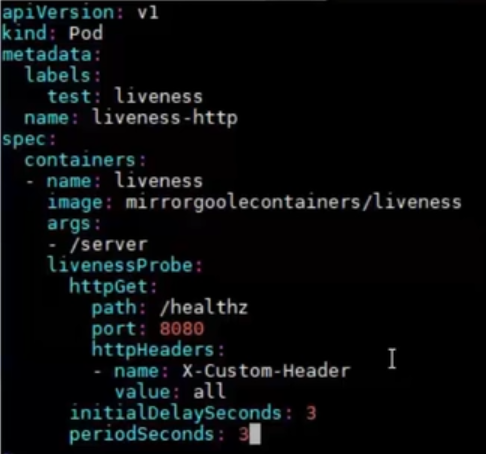 apiVersion: v1
kind: Pod
metadata:
  labels:
    test: liveness
  name: liveness-http
spec:
  containers:
  - name: liveness
    image: mirrorgoolecontainers/liveness
    args:
    - /server
    livenessProbe:
      httpGet:
        path: /healthz
        port: 8080
        httpHeaders:
        - name: X-Custom-Header
          value: all
      initialDelaySeconds: 3
      periodSeconds: 3